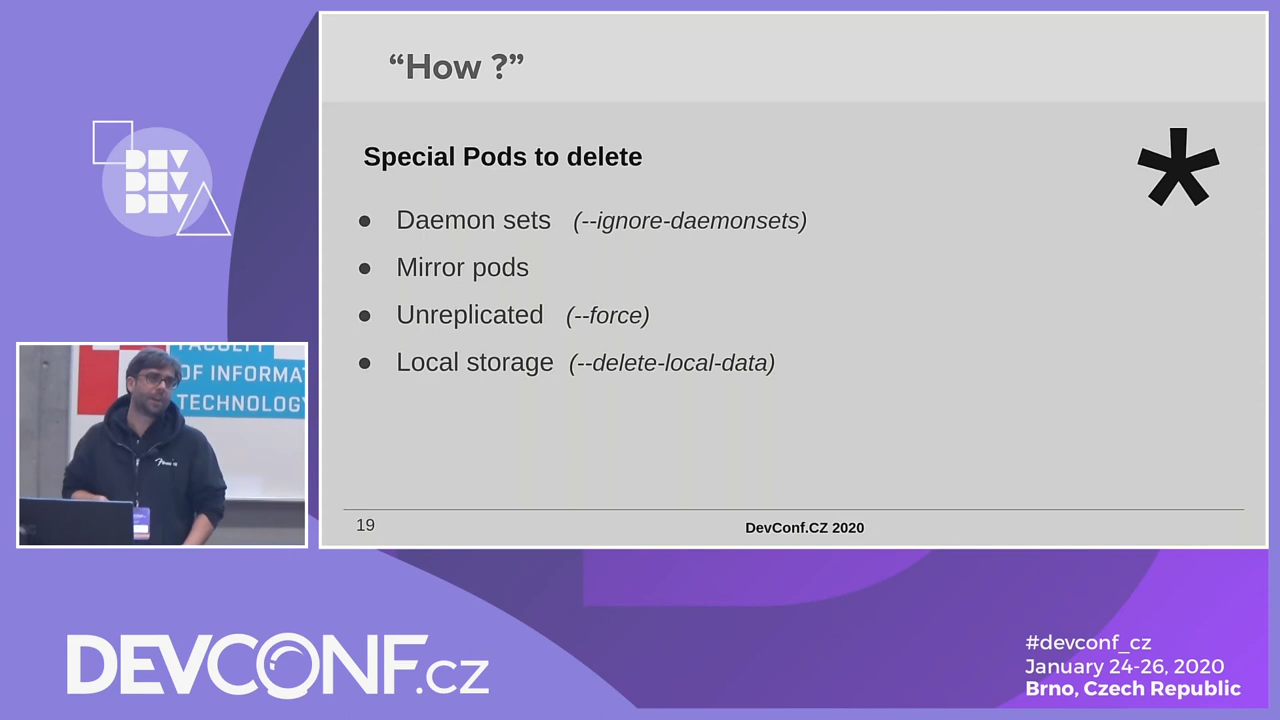 “How ?”
Special Pods to delete
*
● Daemon sets (--ignore-daemonsets)
● Mirror pods
● Unreplicated (--force)
● Local storage (--delete-local-data)
19
DevConf.CZ 2020
DEV
DEV
DEV
FACULTY
OF INFORMAT
TECHNOLOGY
DEVCONF.cz
#devconf_cz
January 24-26, 2020
Brno, Czech Republic